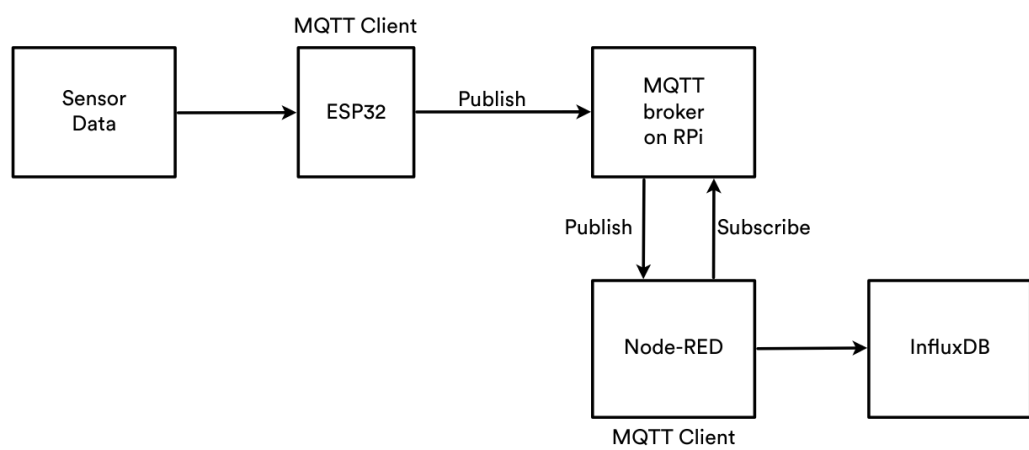 MQTT Client
Sensor
Data
ESP32
Publish
MQTT
broker
on RPi
Publish
Subscribe
Node-RED
InfluxDB
MQTT Client